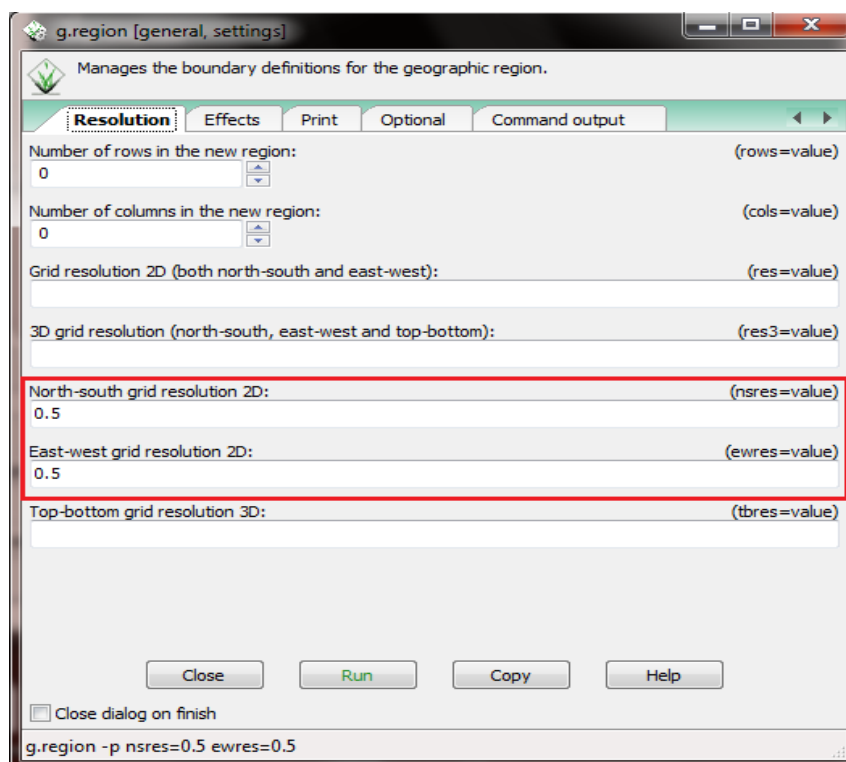 g.region [general, settings]
Manages the boundary definitions for the geographic region.
Resolution Effects Print Optional Command output
Number of rows in the new region: (rows=value)
0
Number of columns in the new region: (cols=value)
0
Grid resolution 2D (both north-south and east-west): (res=value)
3D grid resolution (north-south, east-west and top-bottom): (res3=value)
North-south grid resolution 2D: (nsres=value)
0.5
East-west grid resolution 2D: (ewres=value)
0.5
Top-bottom grid resolution 3D: (tbres=value)
Close Run Copy Help
Close dialog on finish
g.region -p nsres=0.5 ewres=0.5